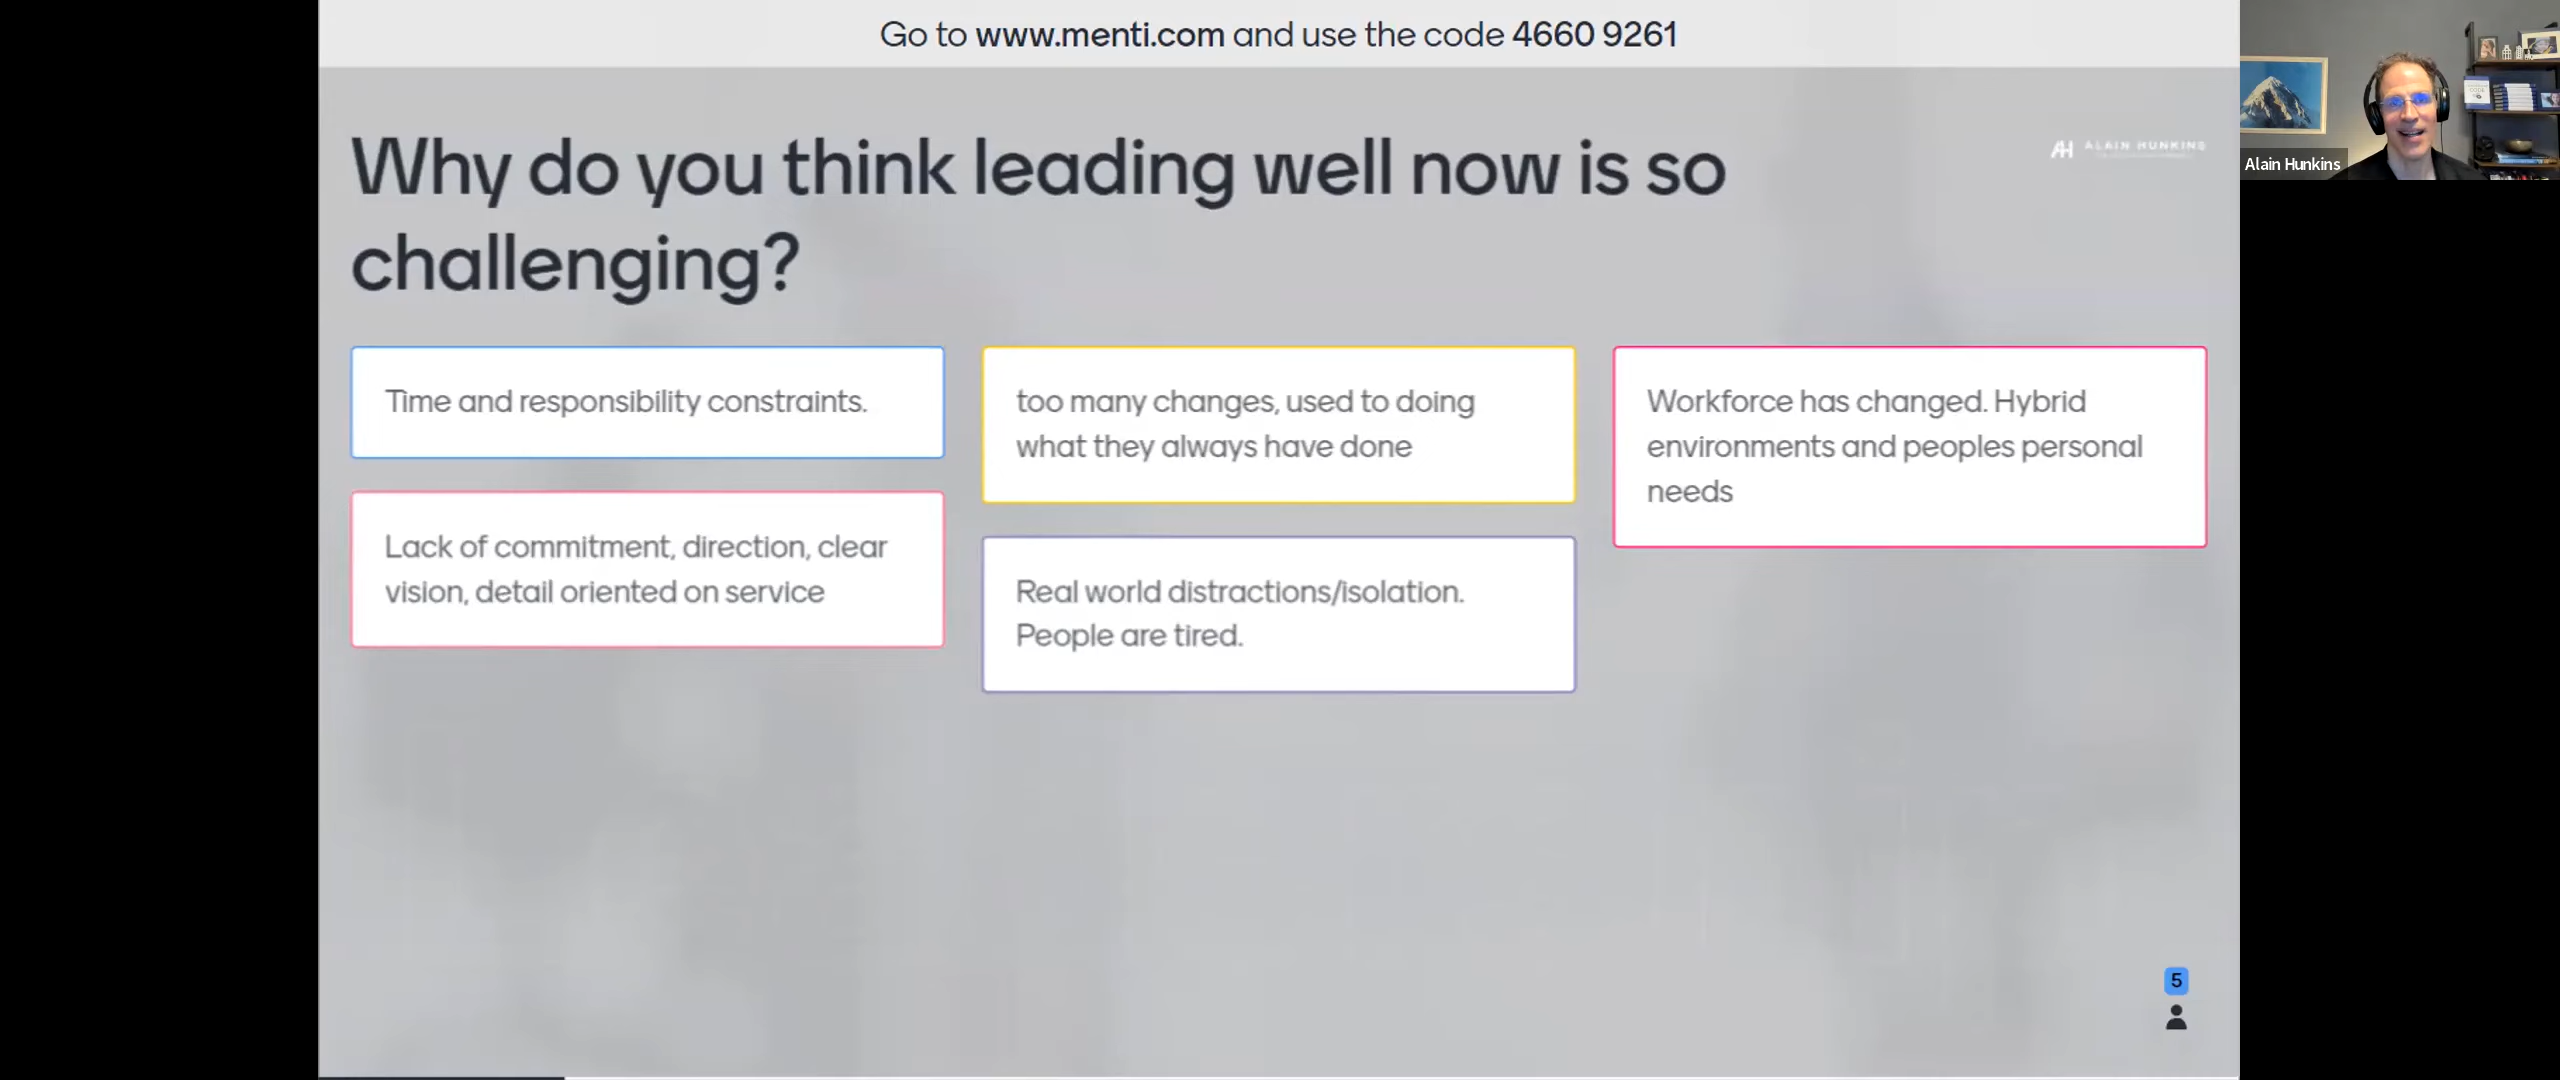 Go to www.menti.com and use the code 4660 9261
Why do you think leading well now is so
challenging?
ALAIN HUNKINS
Alain Hunkins
Time and responsibility constraints.
too many changes, used to doing
what they always have done
Workforce has changed. Hybrid
environments and peoples personal
needs
Lack of commitment, direction, clear
vision, detail oriented on service
Real world distractions/isolation.
People are tired.
5